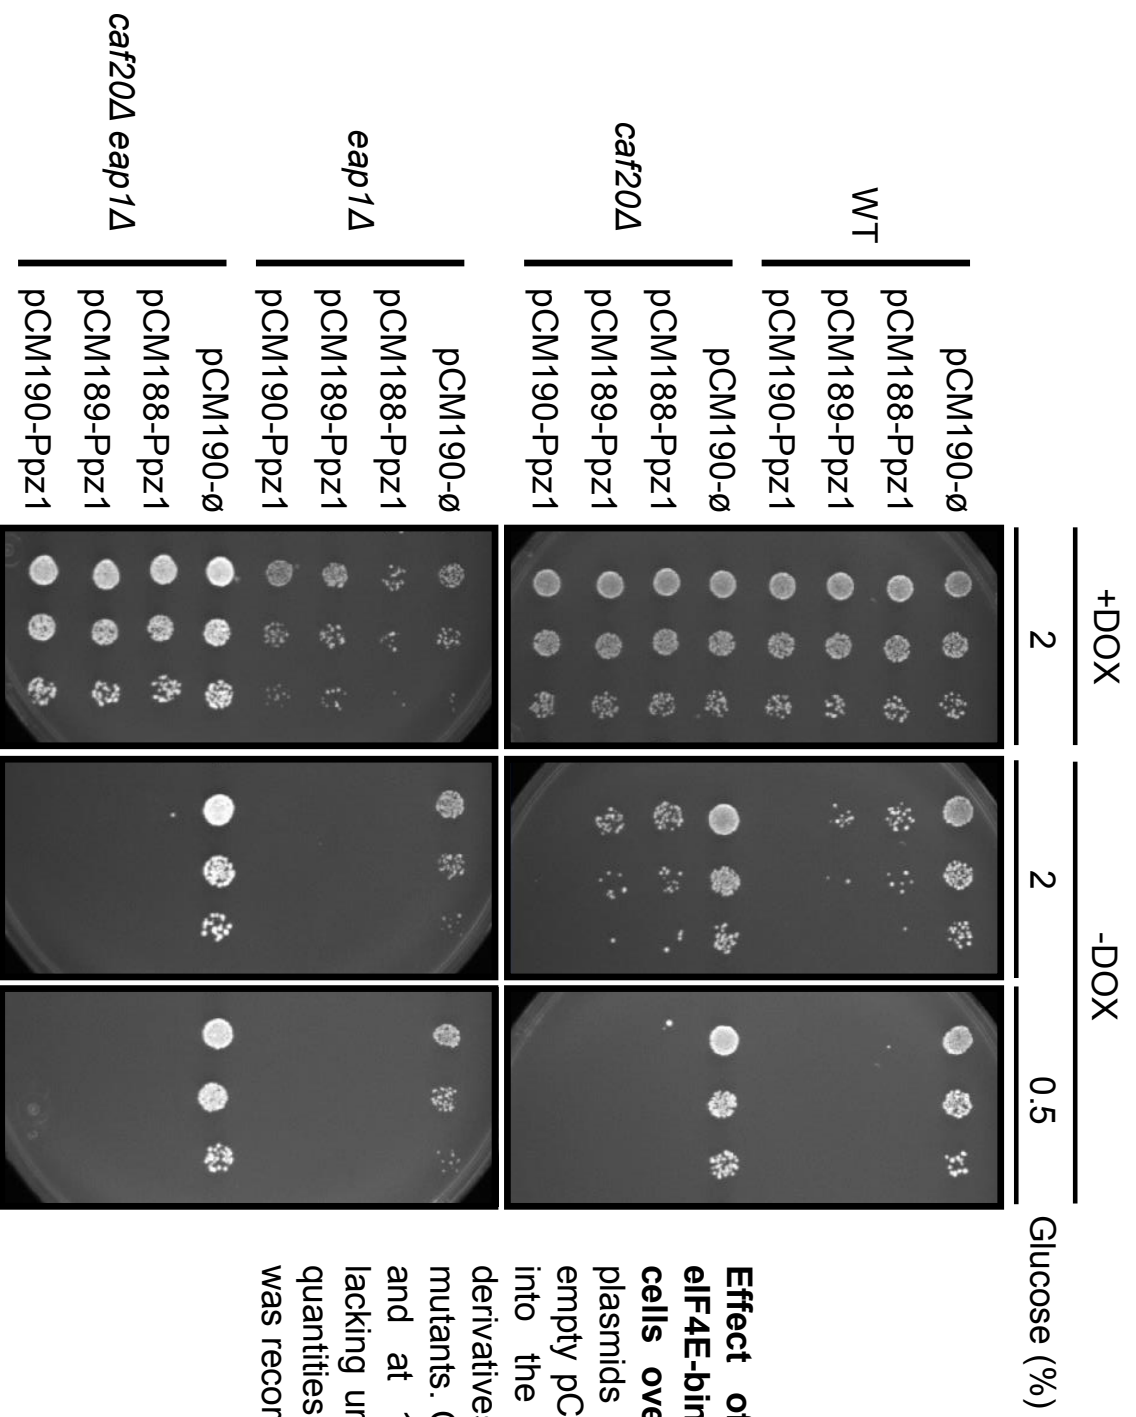 +DOX
-DOX
2
2
0.5
Glucose (%)
WT
pCM190-ø
pCM188-Ppz1
pCM189-Ppz1
pCM190-Ppz1
caf20Δ
pCM190-ø
pCM188-Ppz1
pCM189-Ppz1
pCM190-Ppz1
eap1Δ
pCM190-ø
pCM188-Ppz1
pCM189-Ppz1
pCM190-Ppz1
caf20Δ eap1Δ
pCM190-ø
pCM188-Ppz1
pCM189-Ppz1
pCM190-Ppz1
Effect of
eIF4E-bin
cells ove
plasmids
empty pC
into the
derivative
mutants.
and at
lacking
quantities
was recor